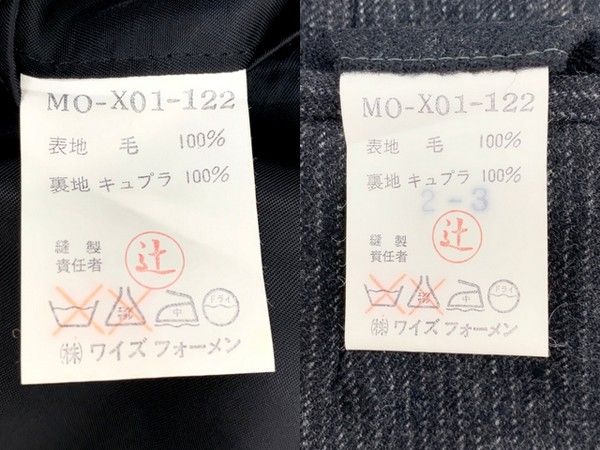 MO-X01-122
表地 毛 100%
裏地 キュプラ 100%
縫製
責任者
辻
中
ドライ
㈱ ワイズフォーメン
MO-X01-122
表地 毛 100%
裏地 キュプラ 100%
2-3
縫製
責任者
辻
中
ドライ
㈱ ワイズフォーメン